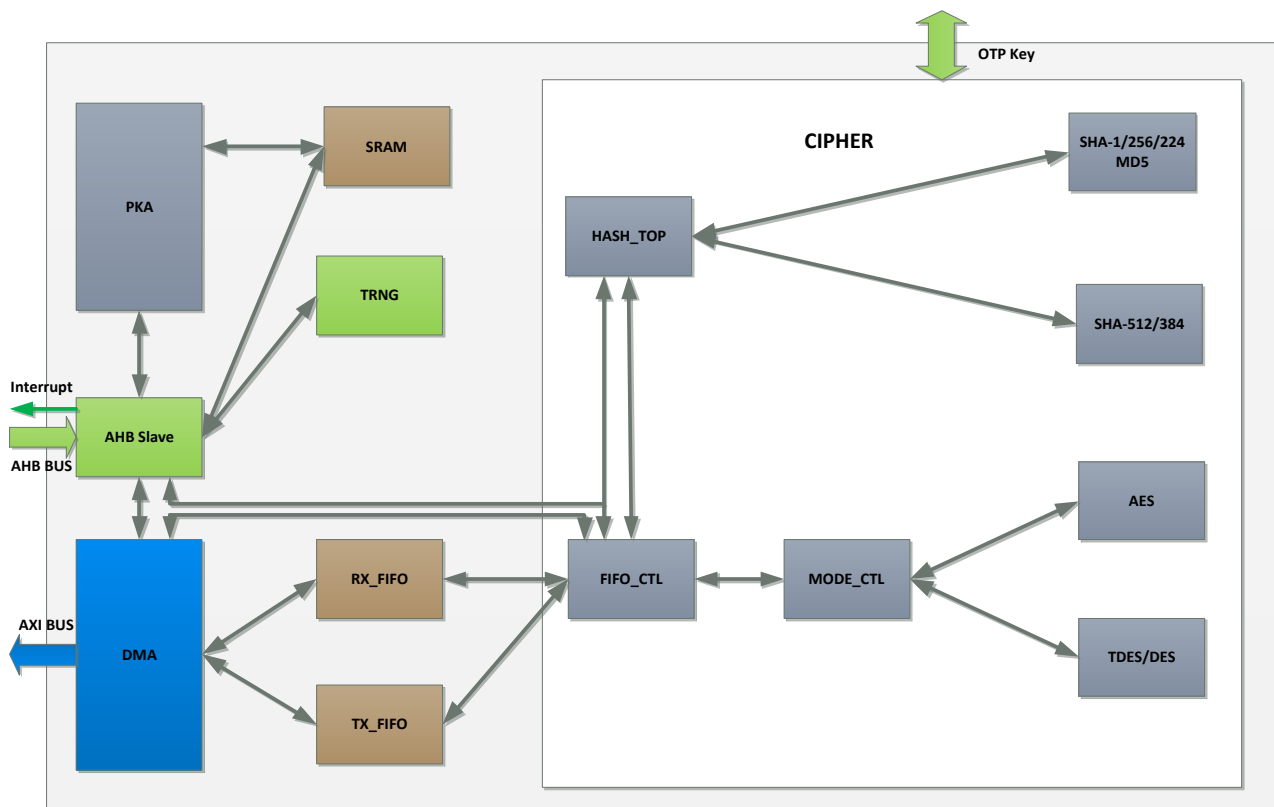 OTP Key
CIPHER
SHA-1/256/224
MD5
SRAM
PKA
HASH_TOP
TRNG
SHA-512/384
Interrupt
AHB Slave
AHB BUS
AES
RX_FIFO
FIFO_CTL
MODE_CTL
AXI BUS
DMA
TDES/DES
TX_FIFO